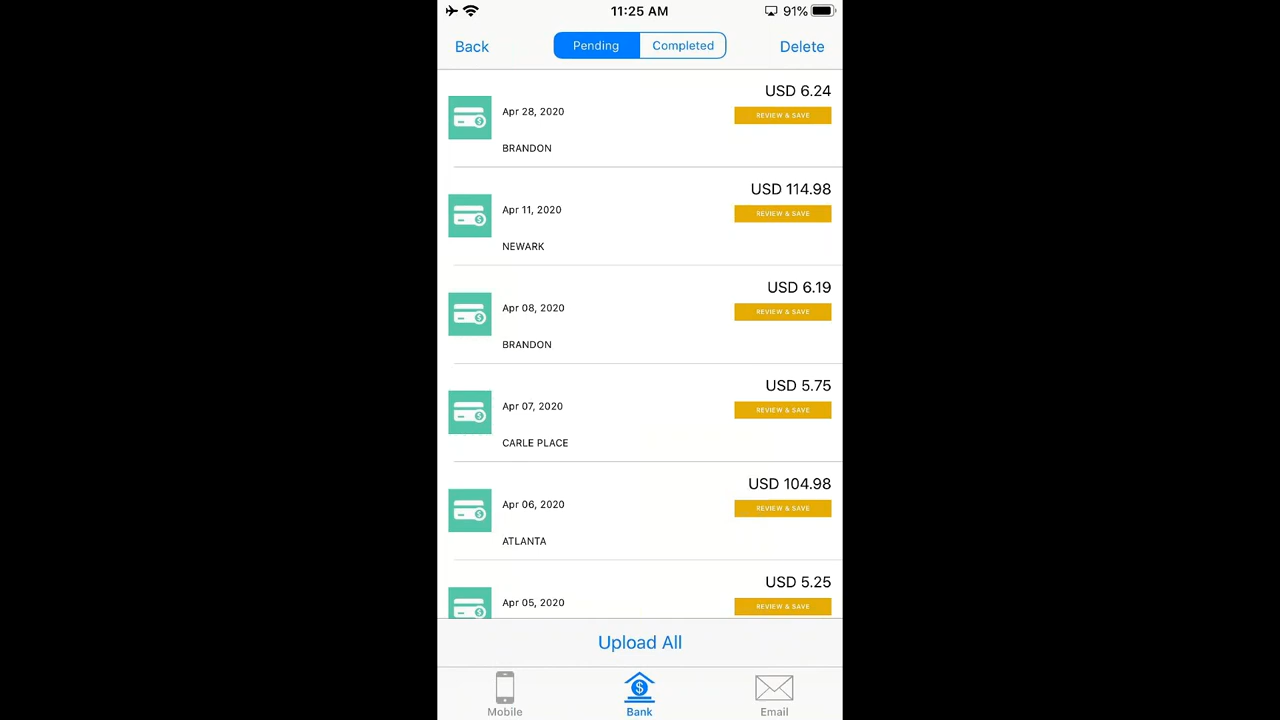 11:25 AM
91%
Back
Pending
Completed
Delete
USD 6.24
Apr 28, 2020
REVIEW & SAVE
BRANDON
USD 114.98
Apr 11, 2020
REVIEW & SAVE
NEWARK
USD 6.19
Apr 08, 2020
REVIEW & SAVE
BRANDON
USD 5.75
Apr 07, 2020
REVIEW & SAVE
CARLE PLACE
USD 104.98
Apr 06, 2020
REVIEW & SAVE
ATLANTA
USD 5.25
Apr 05, 2020
REVIEW & SAVE
Upload All
Mobile
Bank
Email